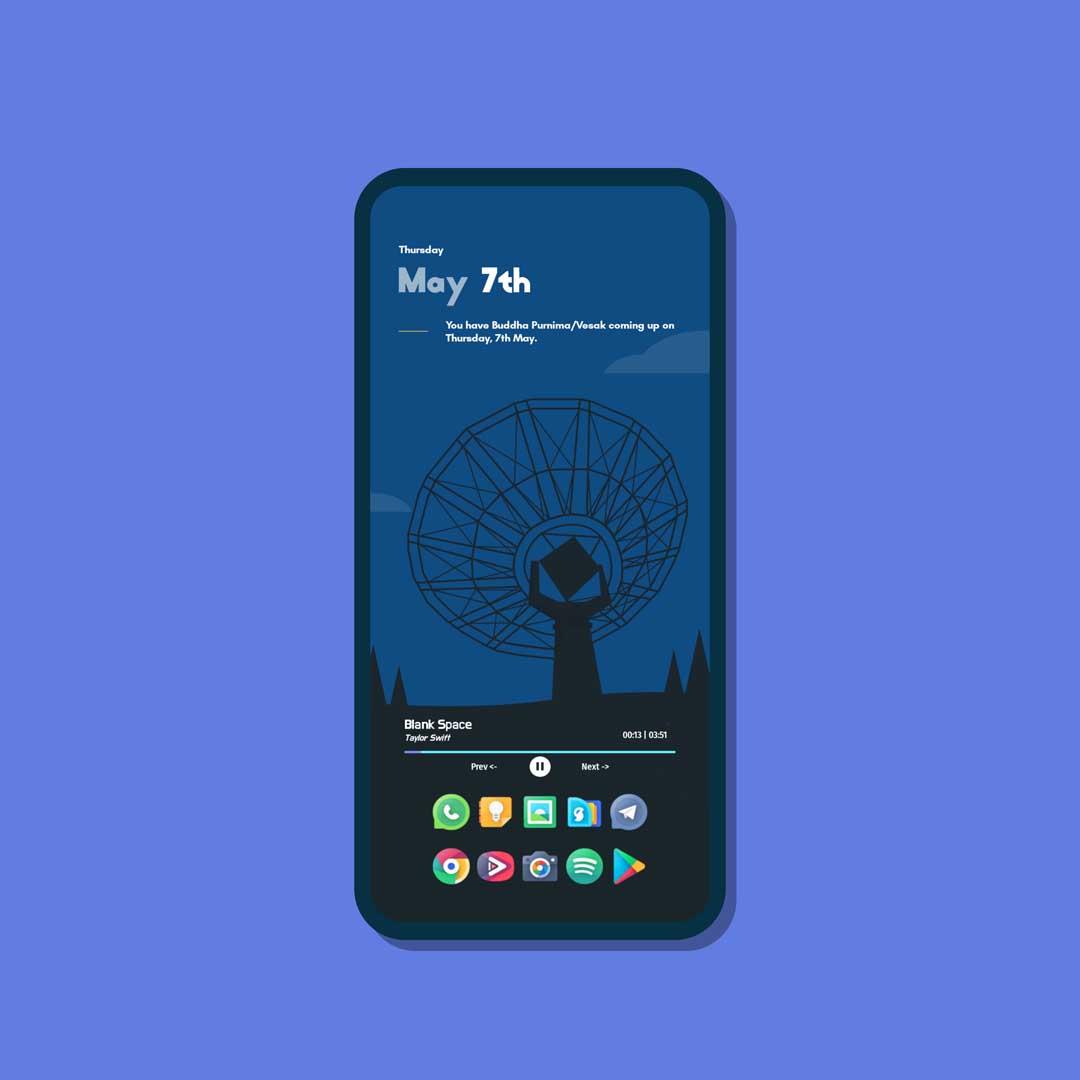 Thursday
May 7th
You have Buddha Purnima/Vesak coming up on
Thursday, 7th May.
Blank Space
Taylor Swift
00:13 | 03:51
Prev <-
Next ->